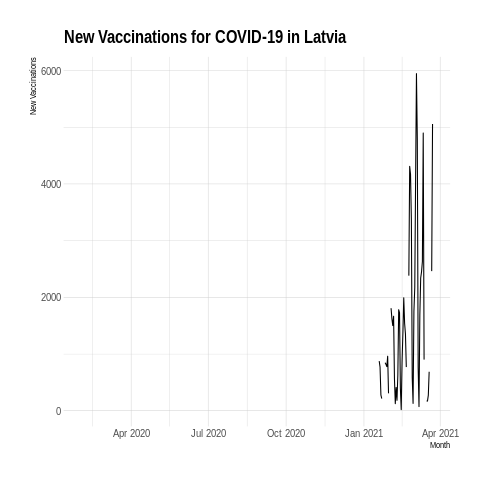 New Vaccinations for COVID-19 in Latvia
New Vaccinations
6000
4000
2000
0
Apr 2020 Jul 2020 Oct 2020 Jan 2021 Apr 2021
Month